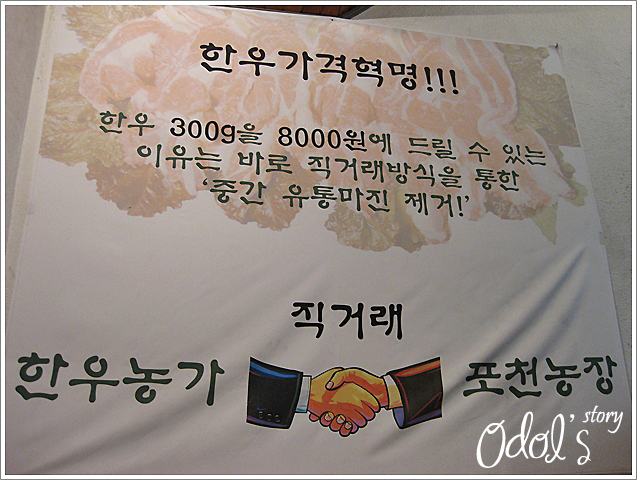 한우가격혁명!!!
한우 300g을 8000원에 드릴 수 있는
이유는 바로 직거래방식을 통한
'중간 유통마진 제거!'
직거래
한우농가 포천농장
Odol's story